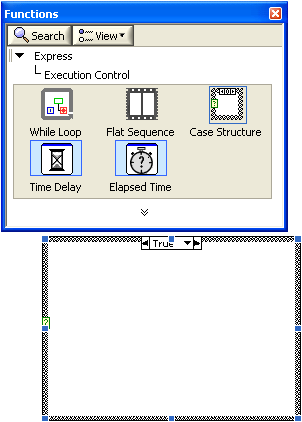 Functions
Search View
Express
Execution Control
While Loop Flat Sequence Case Structure
Time Delay Elapsed Time
True